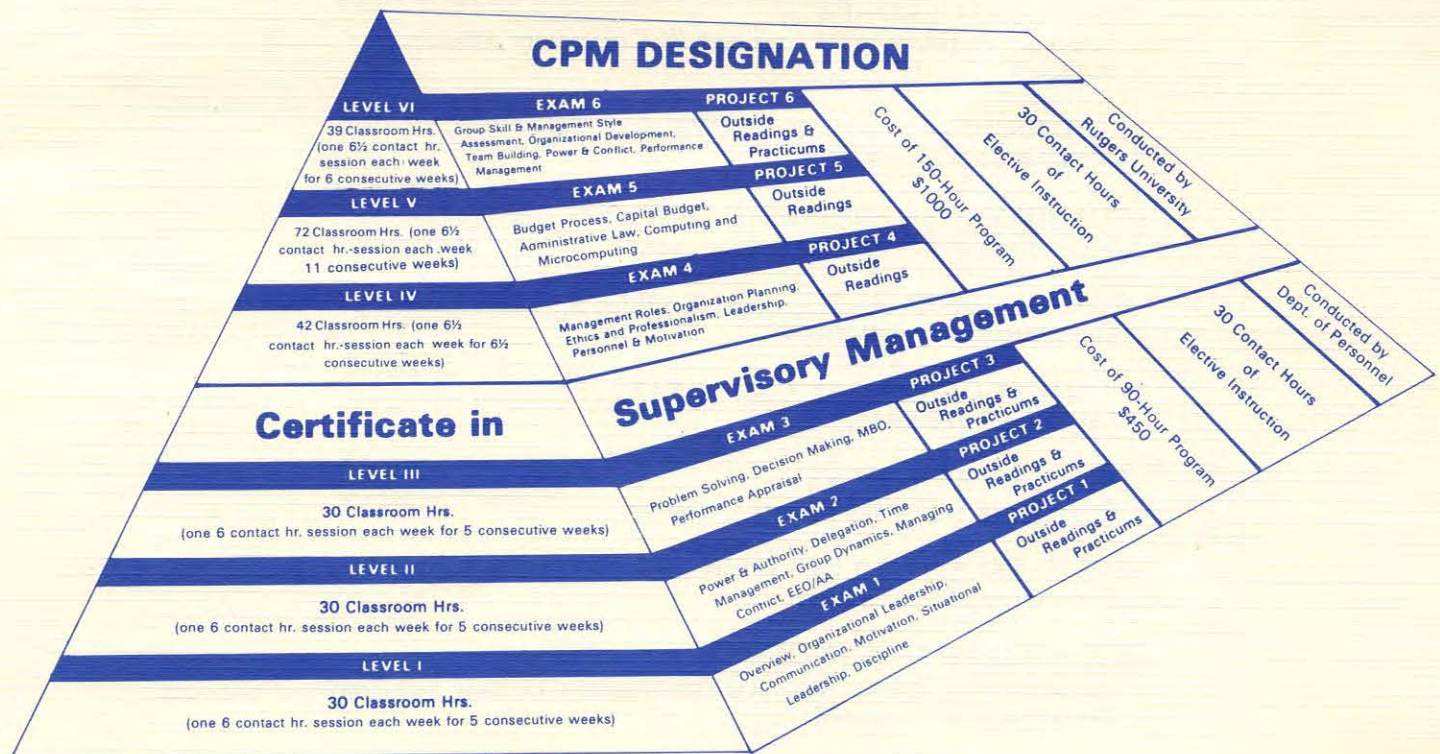 CPM DESIGNATION
LEVEL VI
EXAM 6
PROJECT 6
39 Classroom Hrs.
(one 6½ contact hr.
session each week
for 6 consecutive weeks)
Group Skill & Management Style
Assessment, Organizational Development,
Team Building, Power & Conflict, Performance
Management
Outside
Readings &
Practicums
LEVEL V
EXAM 5
PROJECT 5
72 Classroom Hrs. (one 6½
contact hr.-session each week
11 consecutive weeks)
Budget Process, Capital Budget,
Administrative Law, Computing and
Microcomputing
Outside
Readings
LEVEL IV
EXAM 4
PROJECT 4
42 Classroom Hrs. (one 6½
contact hr.-session each week for 6½
consecutive weeks)
Management Roles, Organization Planning,
Ethics and Professionalism, Leadership,
Personnel & Motivation
Outside
Readings
Cost of 150-Hour Program
$1000
30 Contact Hours
of
Elective Instruction
Conducted by
Rutgers University
Certificate in
Supervisory Management
LEVEL III
EXAM 3
PROJECT 3
30 Classroom Hrs.
(one 6 contact hr. session each week for 5 consecutive weeks)
Problem Solving, Decision Making, MBO,
Performance Appraisal
Outside
Readings &
Practicums
LEVEL II
EXAM 2
PROJECT 2
30 Classroom Hrs.
(one 6 contact hr. session each week for 5 consecutive weeks)
Power & Authority, Delegation, Time
Management, Group Dynamics, Managing
Conflict, EEO/AA
Outside
Readings &
Practicums
LEVEL I
EXAM 1
PROJECT 1
30 Classroom Hrs.
(one 6 contact hr. session each week for 5 consecutive weeks)
Overview, Organizational Leadership,
Communication, Motivation, Situational
Leadership, Discipline
Outside
Readings &
Practicums
Cost of 90-Hour Program
$450
30 Contact Hours
of
Elective Instruction
Conducted by
Dept. of Personnel